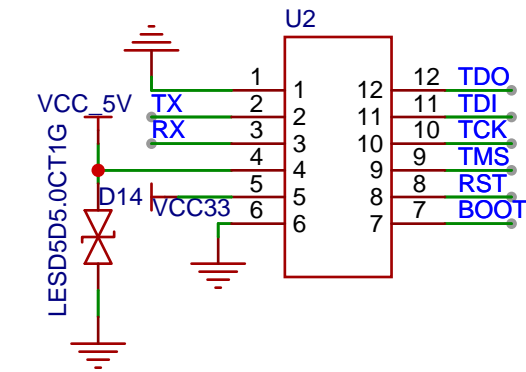 U2
1 1 12 12 TDO
VCC_5V TX 2 2 11 11 TDI
RX 3 3 10 10 TCK
4 4 9 9 TMS
D14 VCC33 5 5 8 8 RST
6 6 7 7 BOOT
LESD5D5.0CT1G